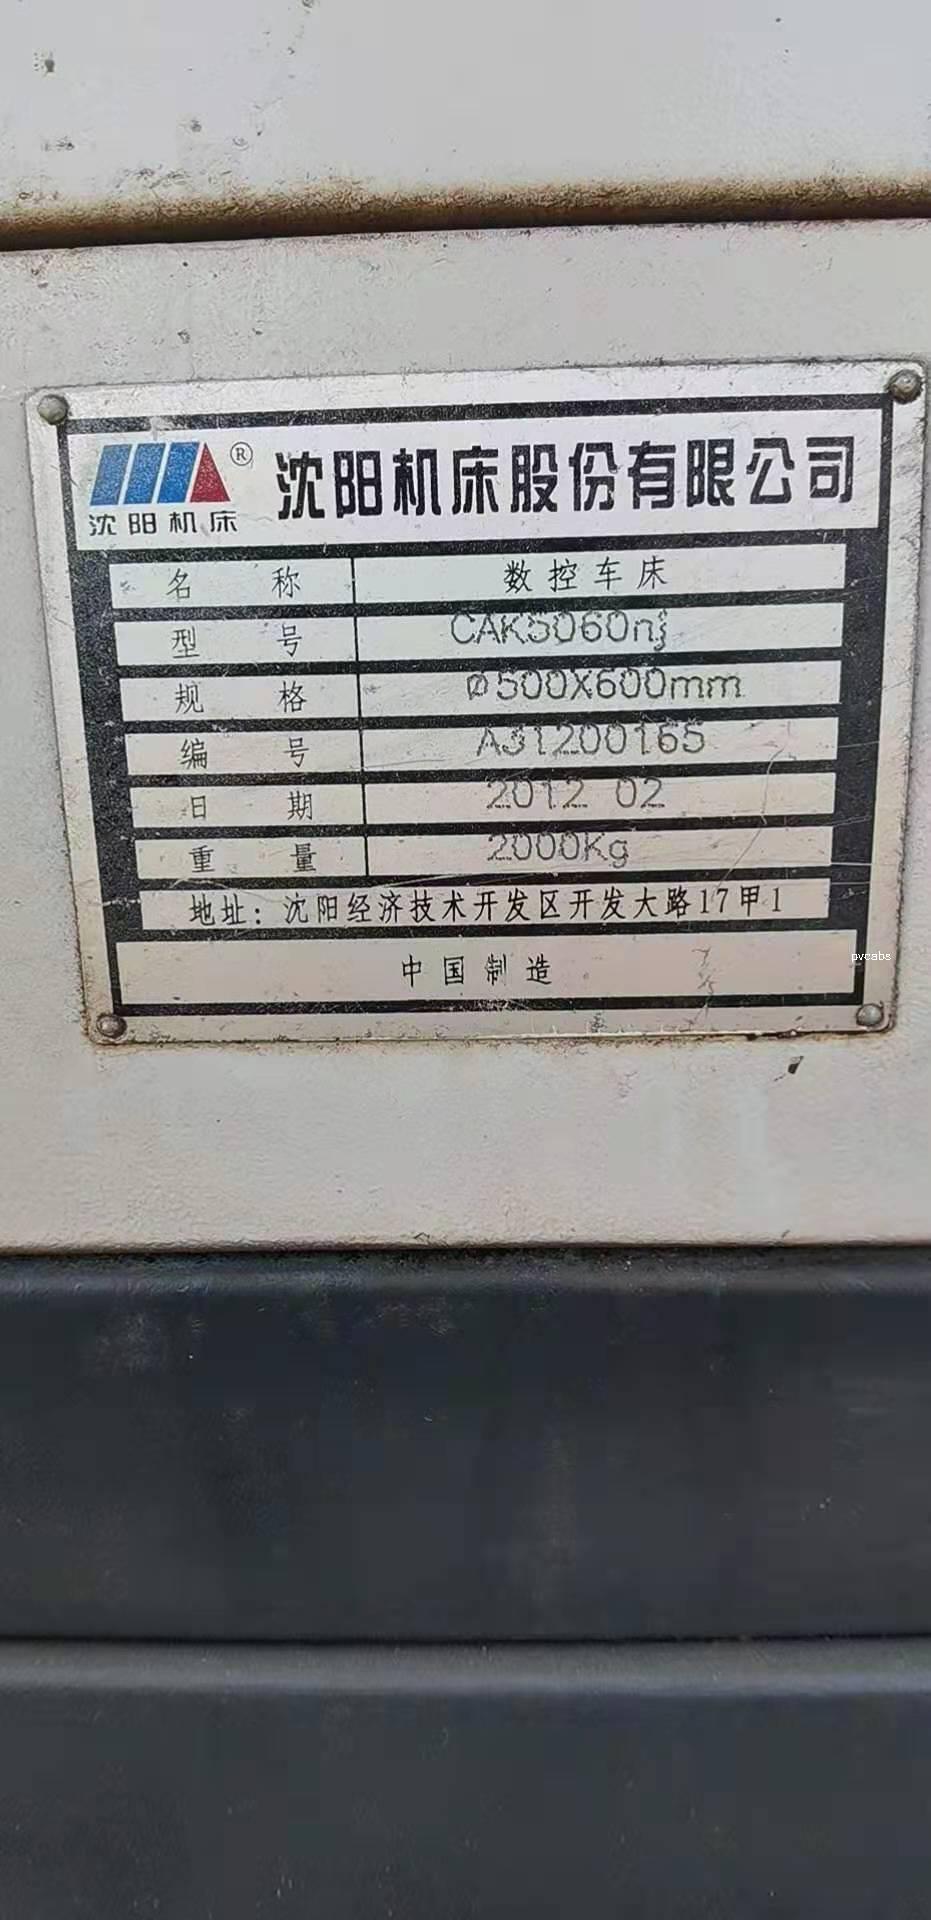 沈阳机床®
沈阳机床股份有限公司
名称 数控车床
型号 CAK5060nj
规格 ø500X600mm
编号 A31200165
日期 2012 02
重量 2000Kg
地址：沈阳经济技术开发区开发大路17甲1
中国制造
pvcabs